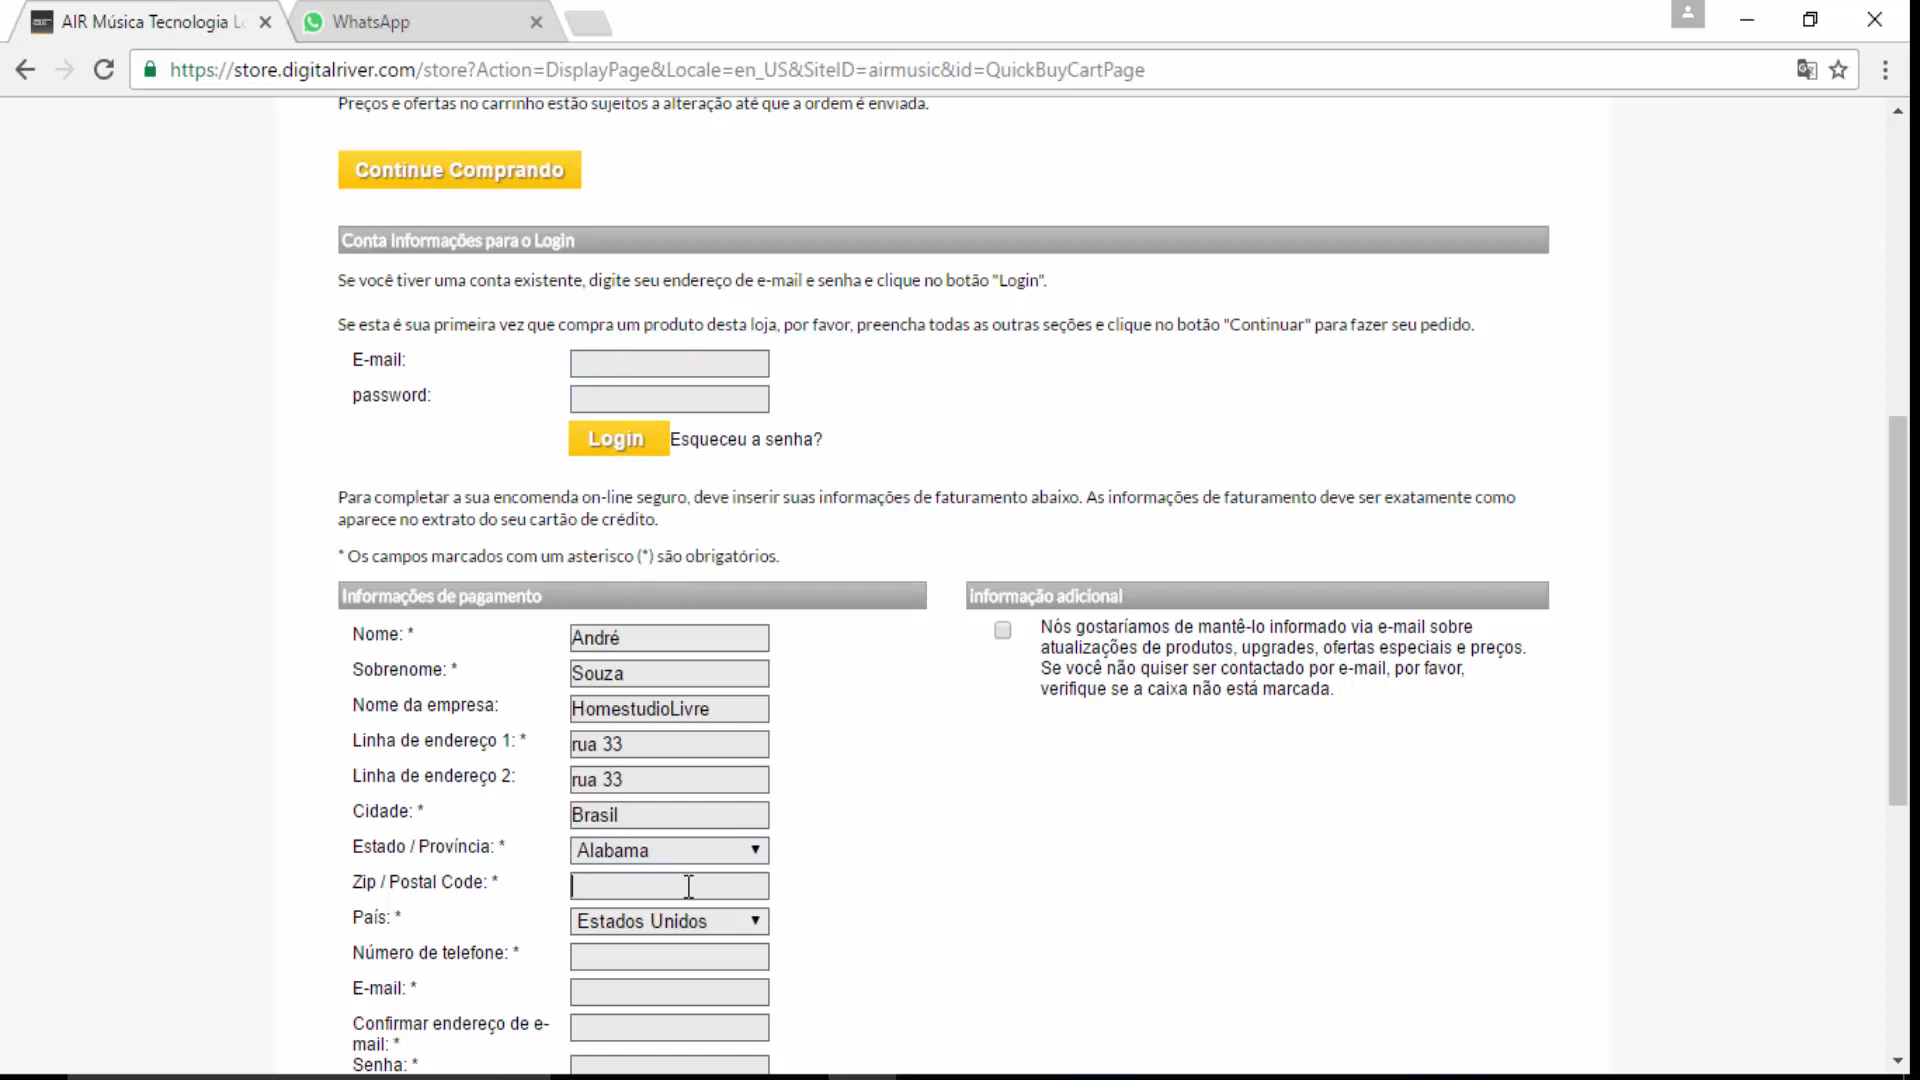 AIR Música Tecnologia Lo
WhatsApp
https://store.digitalriver.com/store?Action=DisplayPage&Locale=en_US&SiteID=airmusic&id=QuickBuyCartPage
Preços e ofertas no carrinho estão sujeitos a alteração até que a ordem é enviada.
Continue Comprando
Conta Informações para o Login
Se você tiver uma conta existente, digite seu endereço de e-mail e senha e clique no botão "Login".
Se esta é sua primeira vez que compra um produto desta loja, por favor, preencha todas as outras seções e clique no botão "Continuar" para fazer seu pedido.
E-mail:
password:
Login Esqueceu a senha?
Para completar a sua encomenda on-line seguro, deve inserir suas informações de faturamento abaixo. As informações de faturamento deve ser exatamente como
aparece no extrato do seu cartão de crédito.
* Os campos marcados com um asterisco (*) são obrigatórios.
Informações de pagamento
informação adicional
Nome: * André
Sobrenome: * Souza
Nome da empresa: HomestudioLivre
Linha de endereço 1: * rua 33
Linha de endereço 2: rua 33
Cidade: * Brasil
Estado / Província: * Alabama
Zip / Postal Code: *
País: * Estados Unidos
Número de telefone: *
E-mail: *
Confirmar endereço de e-
mail: *
Senha: *
Nós gostaríamos de mantê-lo informado via e-mail sobre
atualizações de produtos, upgrades, ofertas especiais e preços.
Se você não quiser ser contactado por e-mail, por favor,
verifique se a caixa não está marcada.